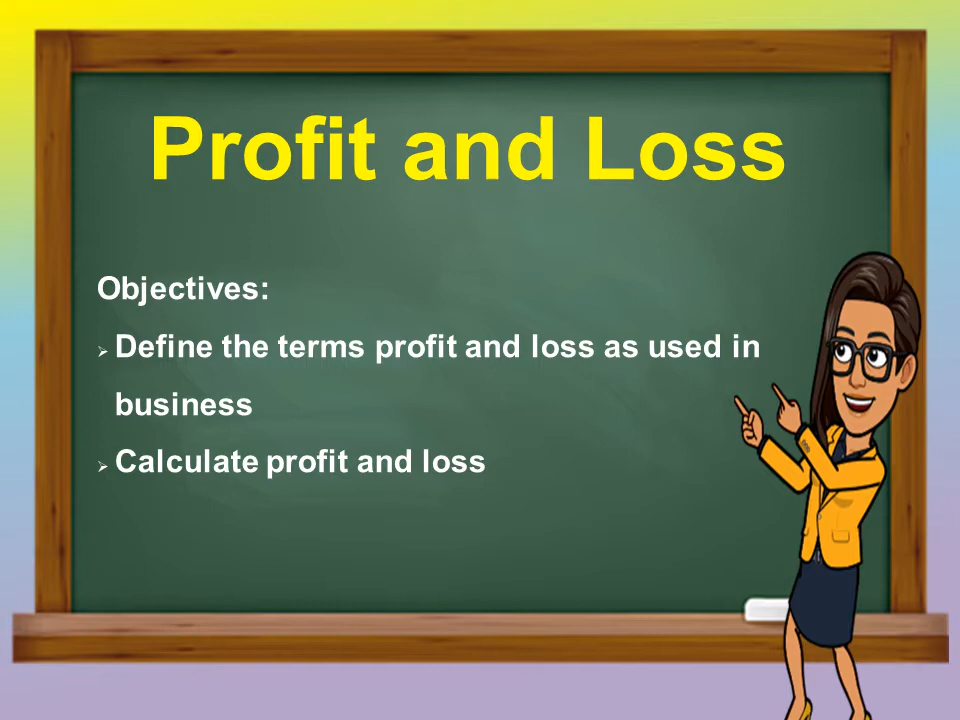 Profit and Loss
Objectives:
➢ Define the terms profit and loss as used in
business
➢ Calculate profit and loss